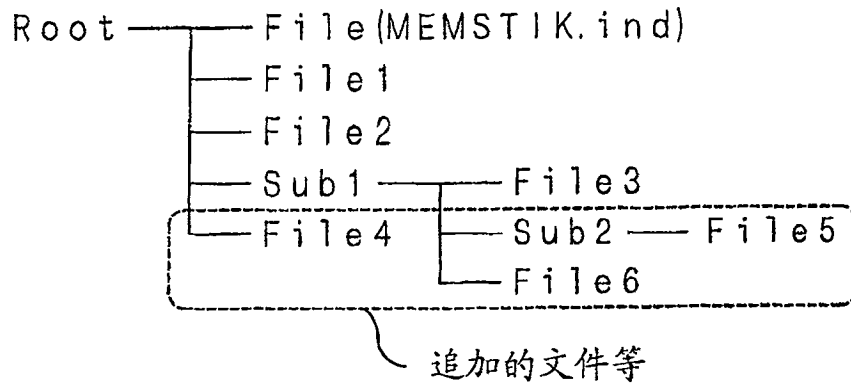 Root File(MEMSTIK.ind)
File1
File2
Sub1 File3
File4 Sub2 File5
File6
追加的文件等